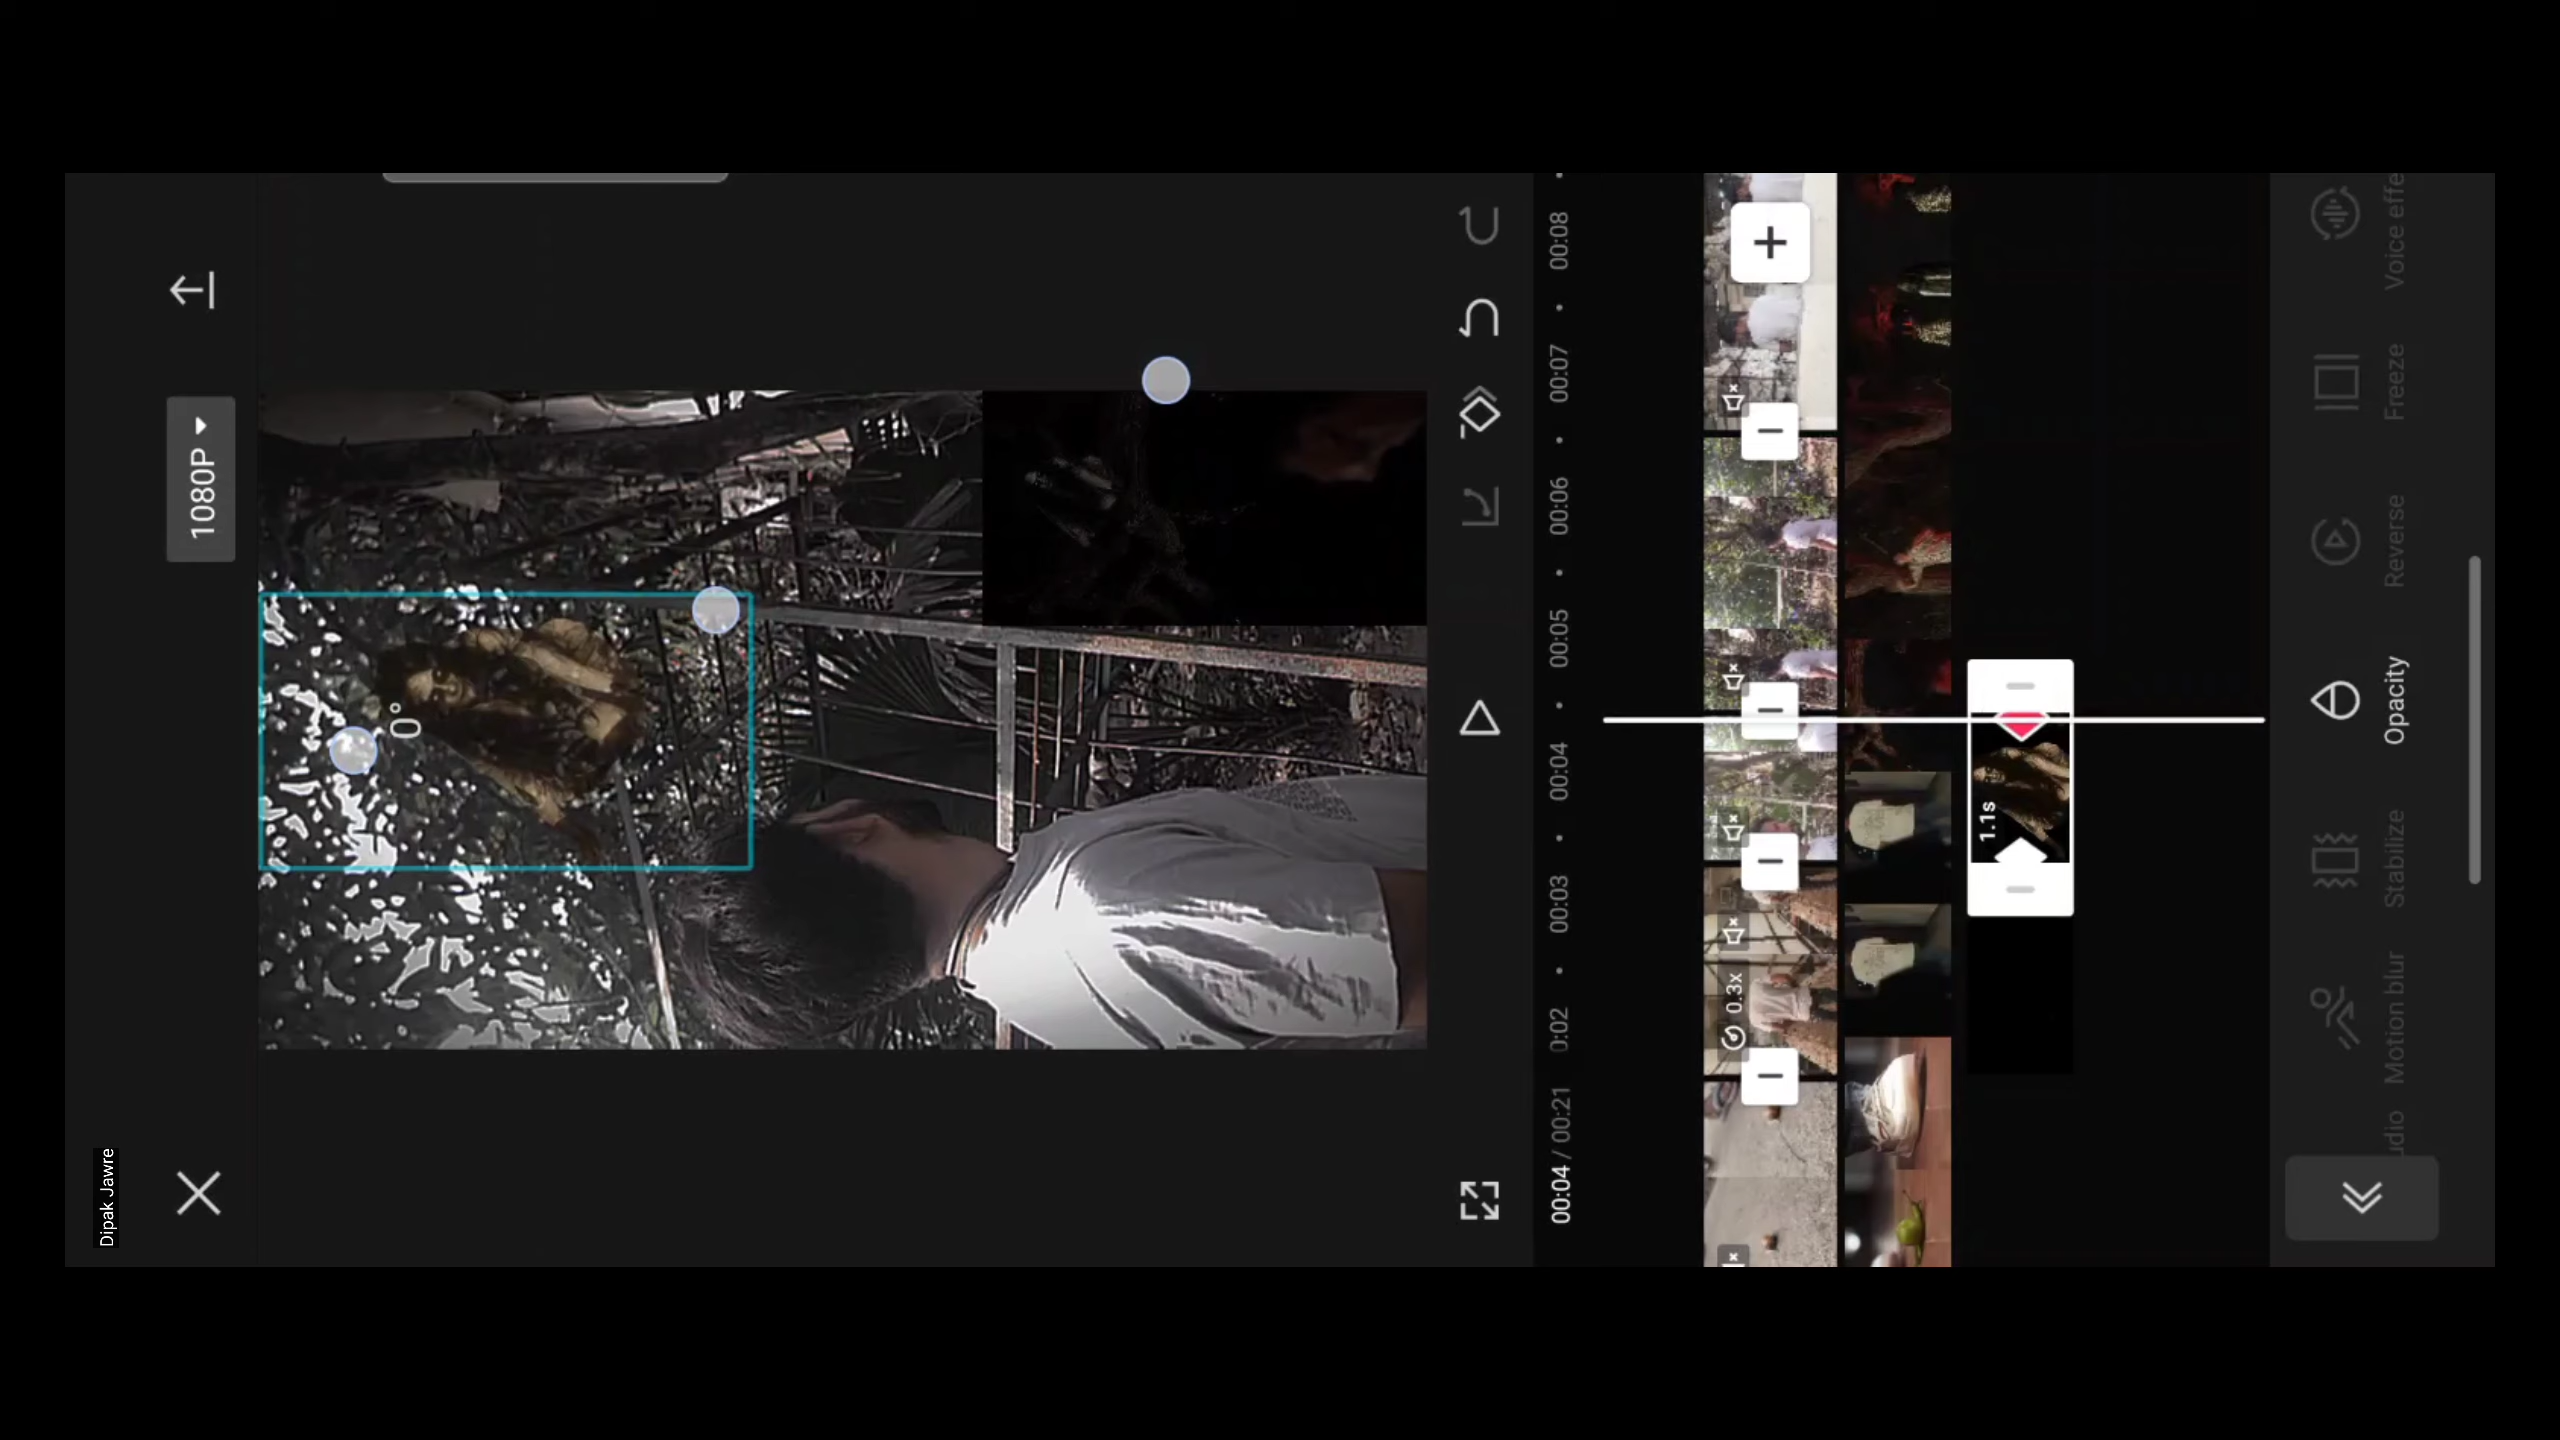 Dipak Jawre
1080P
0°
00:04 / 00:21
0:02
00:03
00:04
00:05
00:06
00:07
00:08
0.3x
1.1s
udio
Motion blur
Stabilize
Opacity
Reverse
Freeze
Voice effe